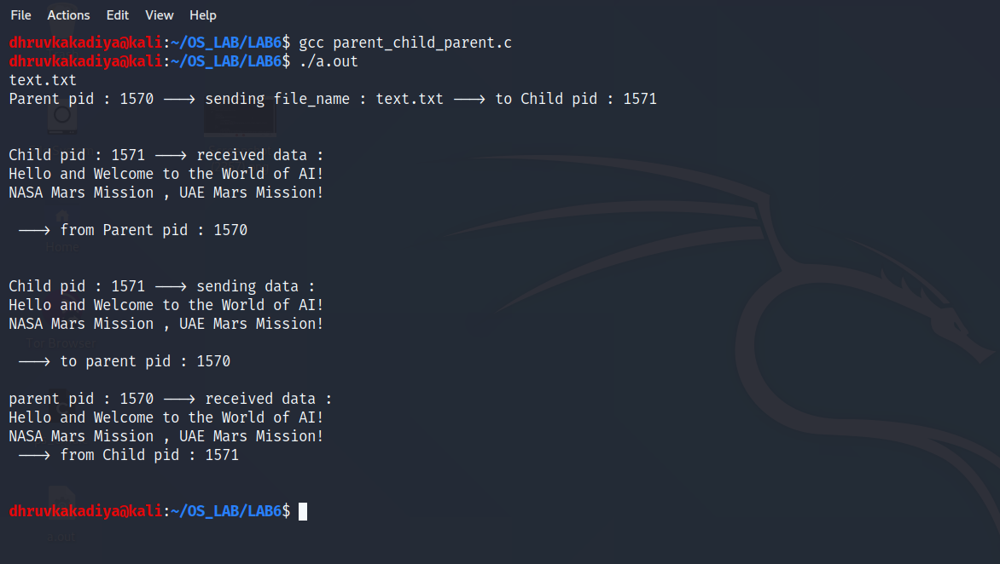 File Actions Edit View Help
dhruvkakadiya@kali:~/OS_LAB/LAB6$ gcc parent_child_parent.c
dhruvkakadiya@kali:~/OS_LAB/LAB6$ ./a.out
text.txt
Parent pid : 1570 ---> sending file_name : text.txt ---> to Child pid : 1571
Child pid : 1571 ---> received data :
Hello and Welcome to the World of AI!
NASA Mars Mission , UAE Mars Mission!
---> from Parent pid : 1570
Home
Child pid : 1571 ---> sending data :
Hello and Welcome to the World of AI!
NASA Mars Mission , UAE Mars Mission!
Tor Browser
---> to parent pid : 1570
parent pid : 1570 ---> received data :
Hello and Welcome to the World of AI!
NASA Mars Mission , UAE Mars Mission!
---> from Child pid : 1571
dhruvkakadiya@kali:~/OS_LAB/LAB6$